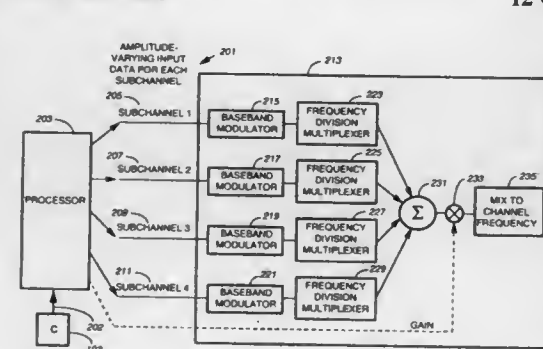 AMPLITUDE-
VARYING INPUT
DATA FOR EACH
SUBCHANNEL
201
213
203
205
SUBCHANNEL 1
215
BASEBAND
MODULATOR
223
FREQUENCY
DIVISION
MULTIPLEXER
207
SUBCHANNEL 2
217
BASEBAND
MODULATOR
225
FREQUENCY
DIVISION
MULTIPLEXER
PROCESSOR
209
SUBCHANNEL 3
219
BASEBAND
MODULATOR
227
FREQUENCY
DIVISION
MULTIPLEXER
231
Σ
233
235
MIX TO
CHANNEL
FREQUENCY
211
SUBCHANNEL 4
221
BASEBAND
MODULATOR
229
FREQUENCY
DIVISION
MULTIPLEXER
GAIN
202
C